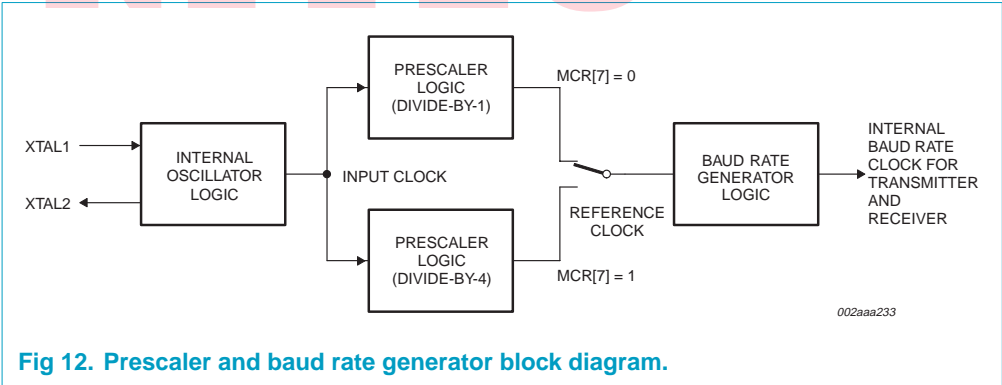 PRESCALER
LOGIC
(DIVIDE-BY-1)
MCR[7] = 0
XTAL1
XTAL2
INTERNAL
OSCILLATOR
LOGIC
INPUT CLOCK
PRESCALER
LOGIC
(DIVIDE-BY-4)
MCR[7] = 1
REFERENCE
CLOCK
BAUD RATE
GENERATOR
LOGIC
INTERNAL
BAUD RATE
CLOCK FOR
TRANSMITTER
AND
RECEIVER
002aaa233
Fig 12. Prescaler and baud rate generator block diagram.